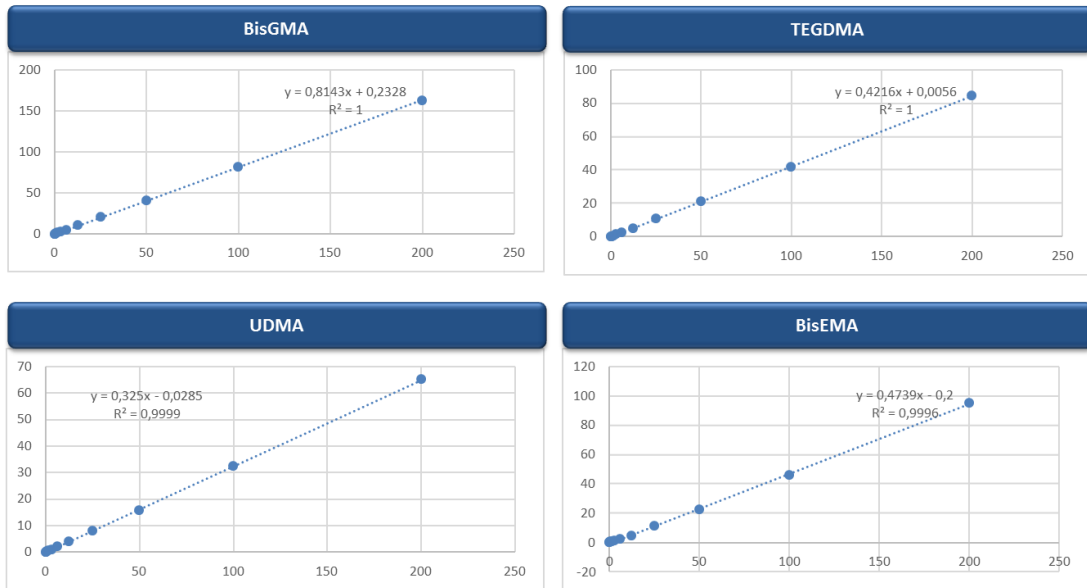 BisGMA
200
150
100
50
0
y = 0,8143x + 0,2328
R² = 1
0 50 100 150 200 250
TEGDMA
100
80
60
40
20
0
y = 0,4216x + 0,0056
R² = 1
0 50 100 150 200 250
UDMA
70
60
50
40
30
20
10
0
y = 0,325x - 0,0285
R² = 0,9999
0 50 100 150 200 250
BisEMA
120
100
80
60
40
20
0
-20
y = 0,4739x - 0,2
R² = 0,9996
0 50 100 150 200 250